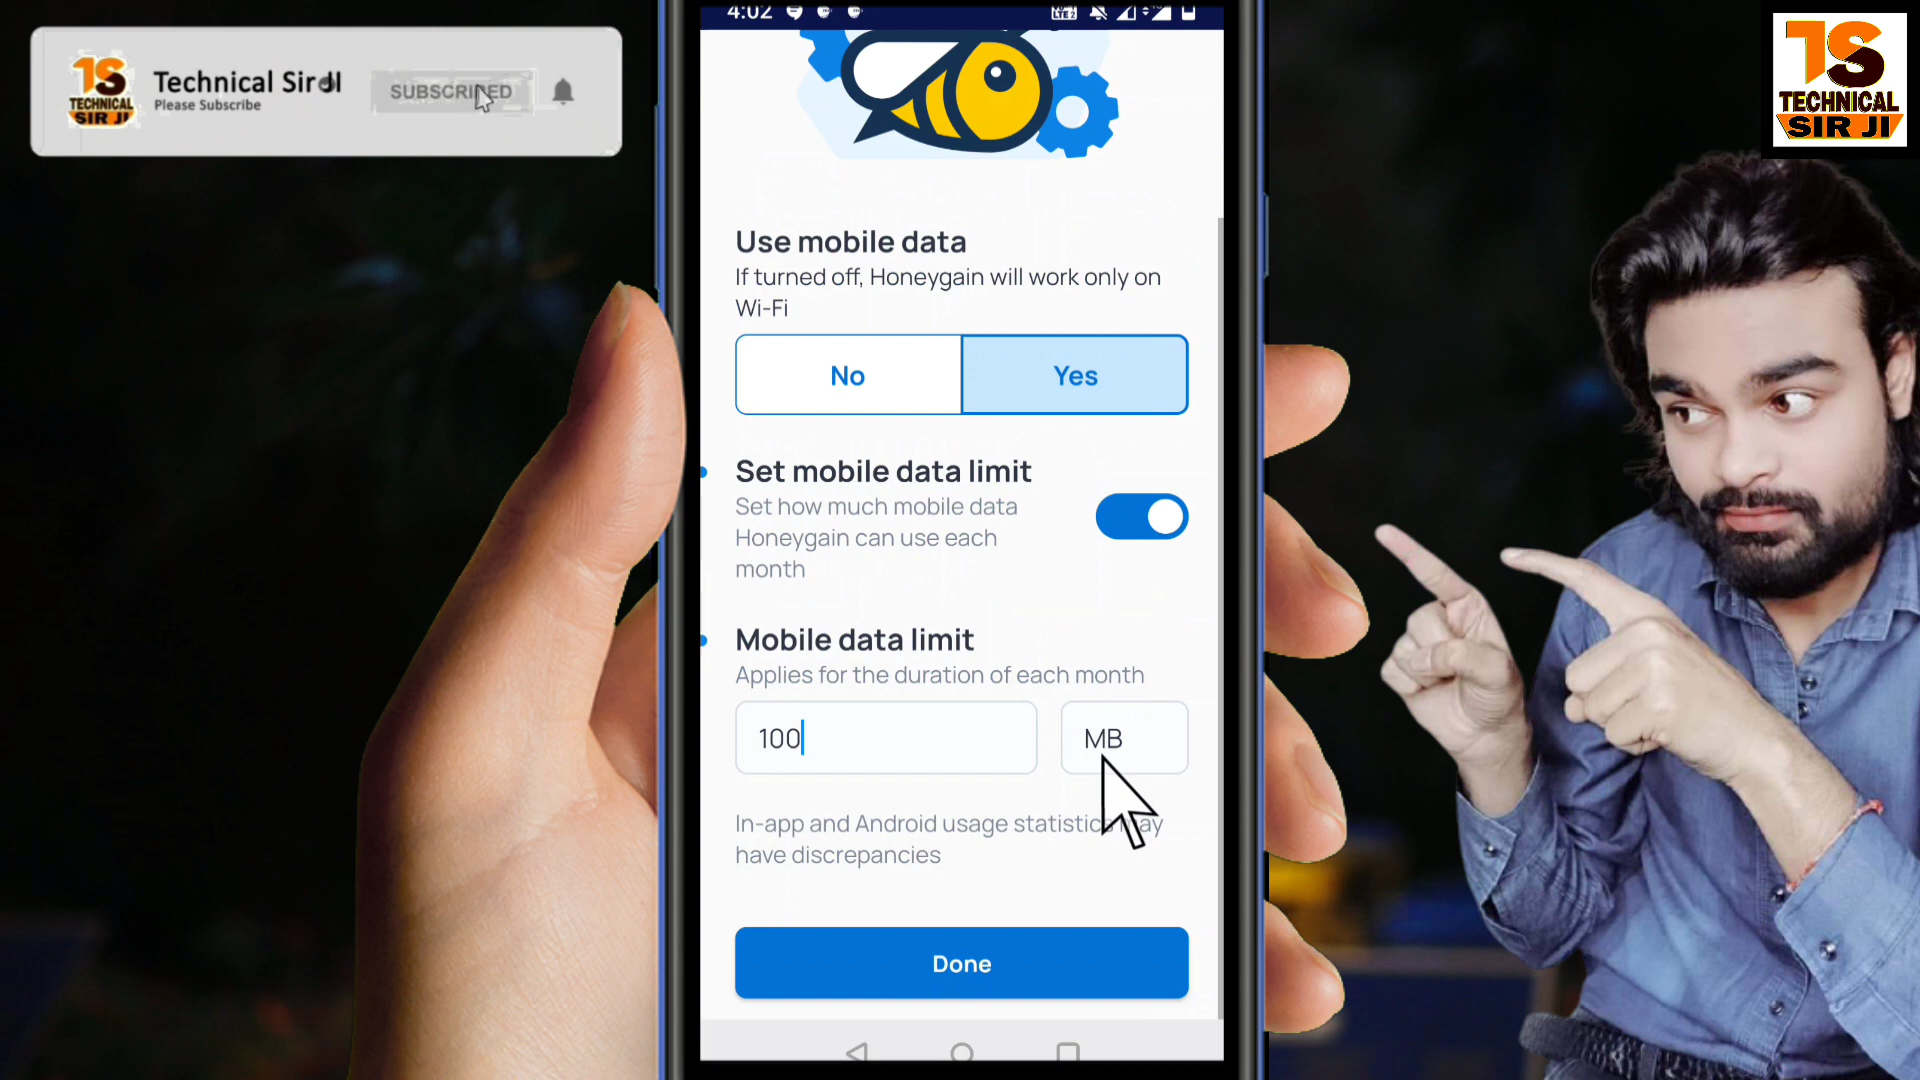 4:02
LTE 2
TS
TECHNICAL
SIR JI
Technical Sir JI
Please Subscribe
SUBSCRIBED
TS
TECHNICAL
SIR JI
Use mobile data
If turned off, Honeygain will work only on
Wi-Fi
No
Yes
Set mobile data limit
Set how much mobile data
Honeygain can use each
month
Mobile data limit
Applies for the duration of each month
100
MB
In-app and Android usage statistics may
have discrepancies
Done